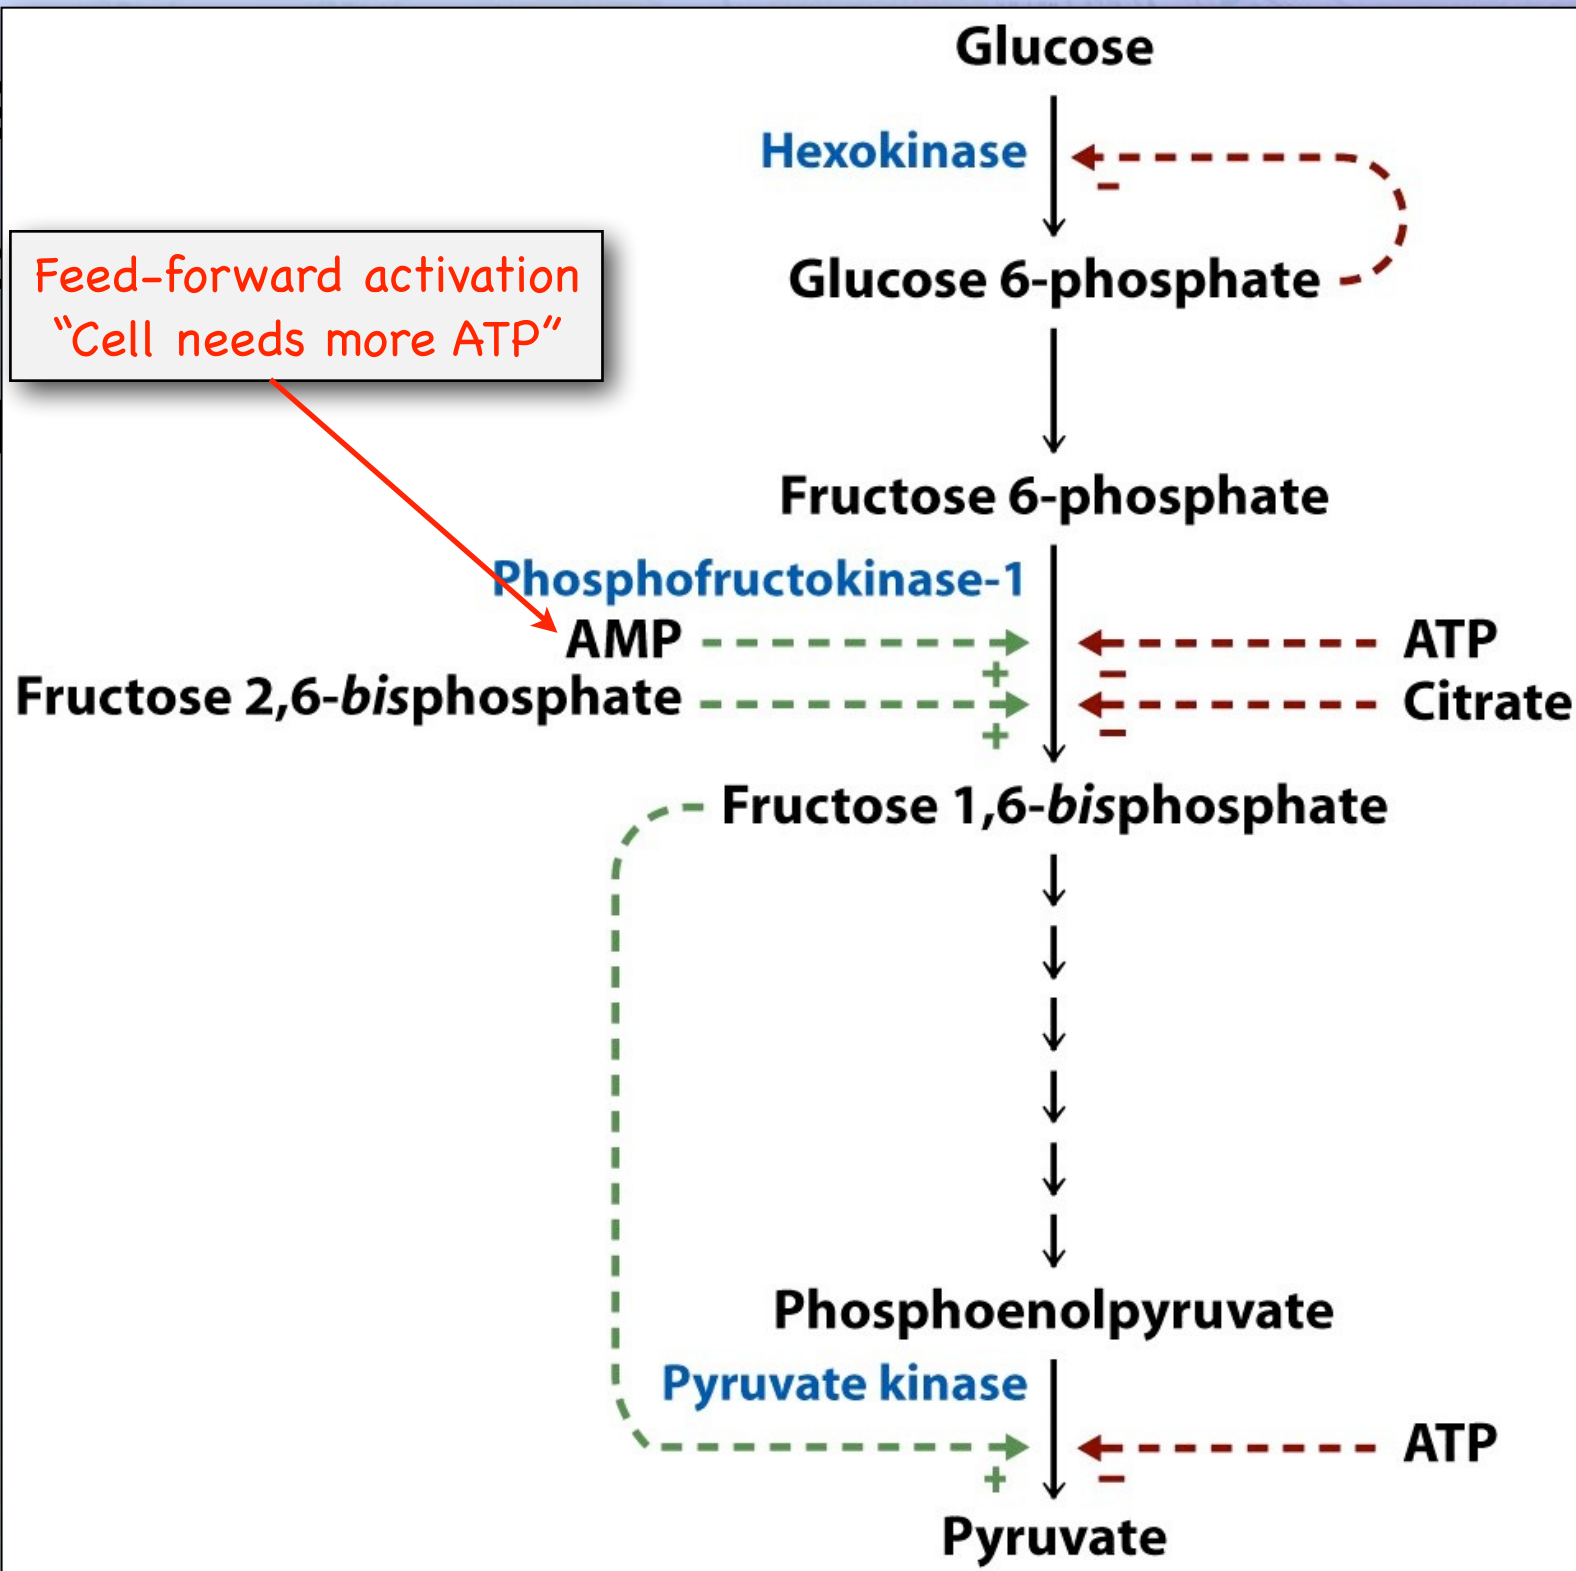 Glucose
Hexokinase
−
Feed-forward activation
“Cell needs more ATP”
Glucose 6-phosphate
Fructose 6-phosphate
Phosphofructokinase-1
AMP
ATP
+
−
Fructose 2,6-bisphosphate
Citrate
+
−
Fructose 1,6-bisphosphate
Phosphoenolpyruvate
Pyruvate kinase
ATP
+
−
Pyruvate